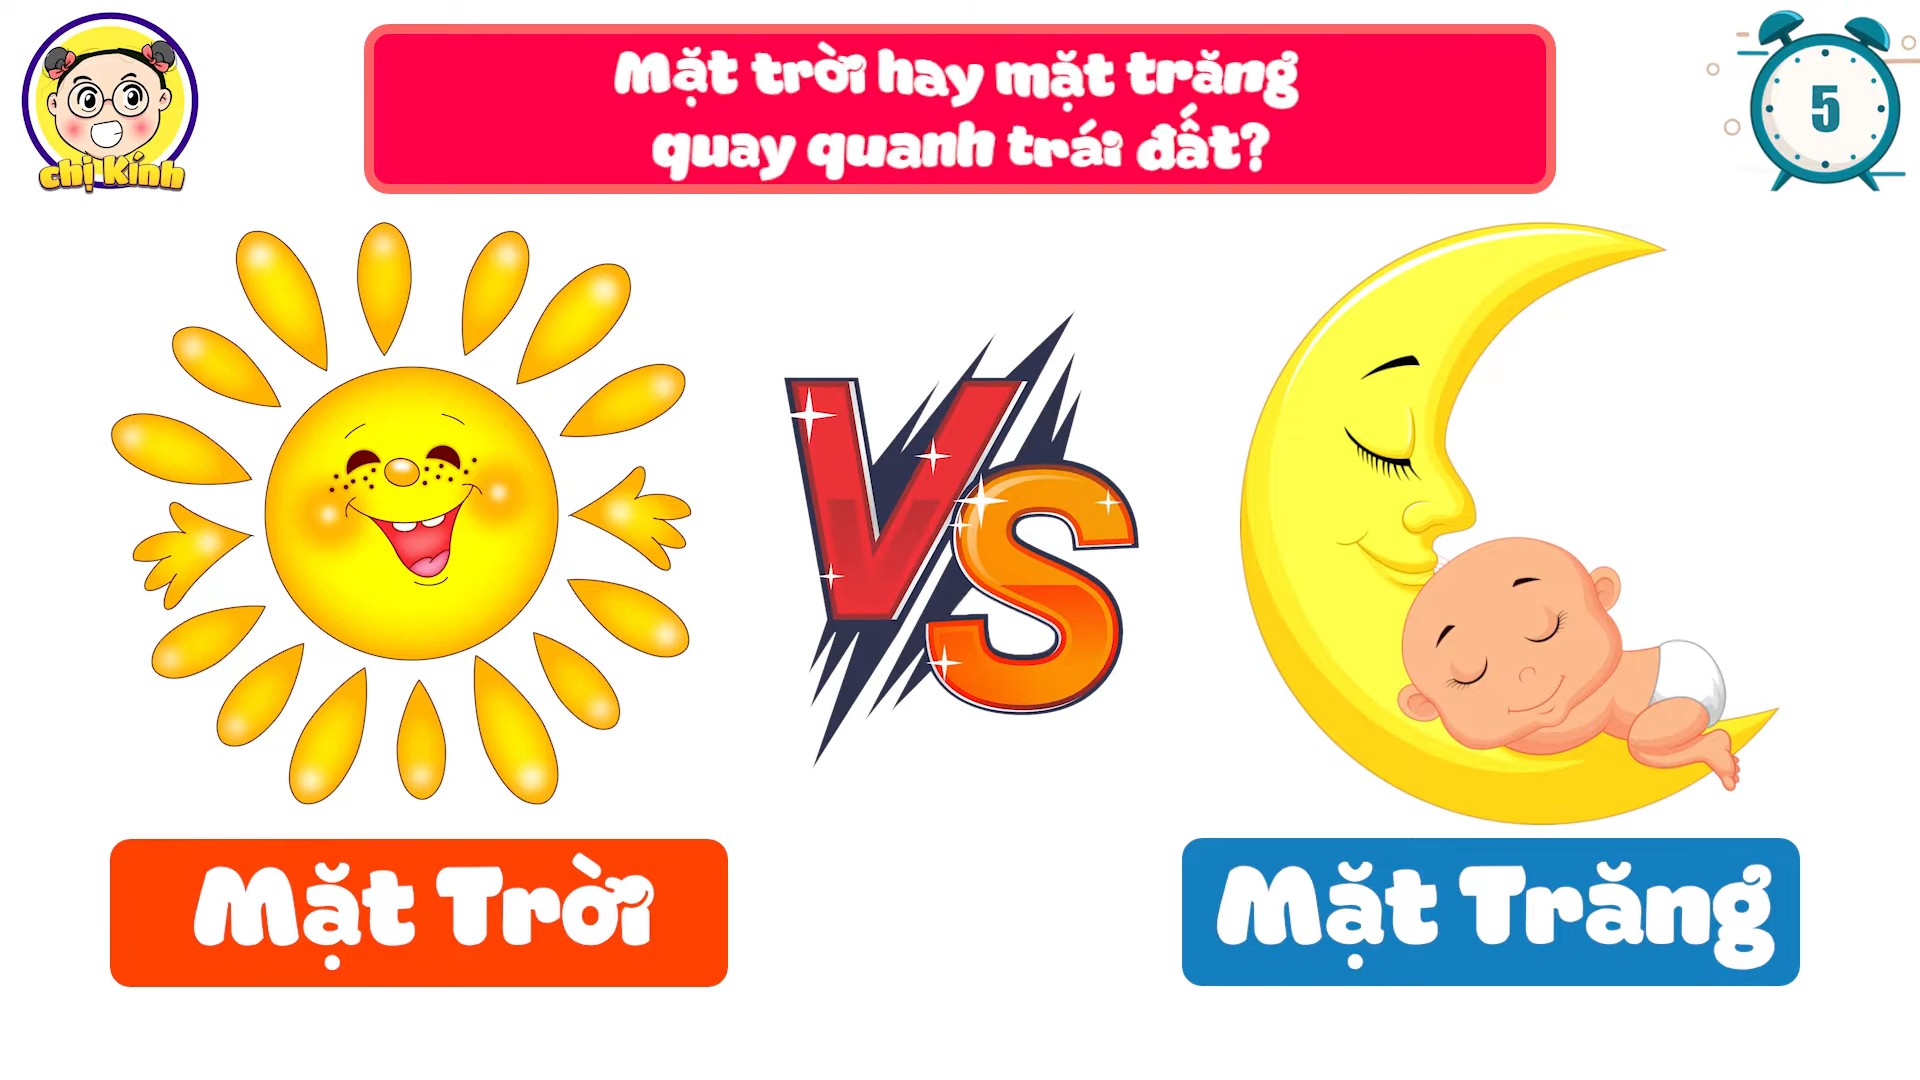 chị Kính
Mặt trời hay mặt trăng
quay quanh trái đất?
5
VS
Mặt Trời
Mặt Trăng